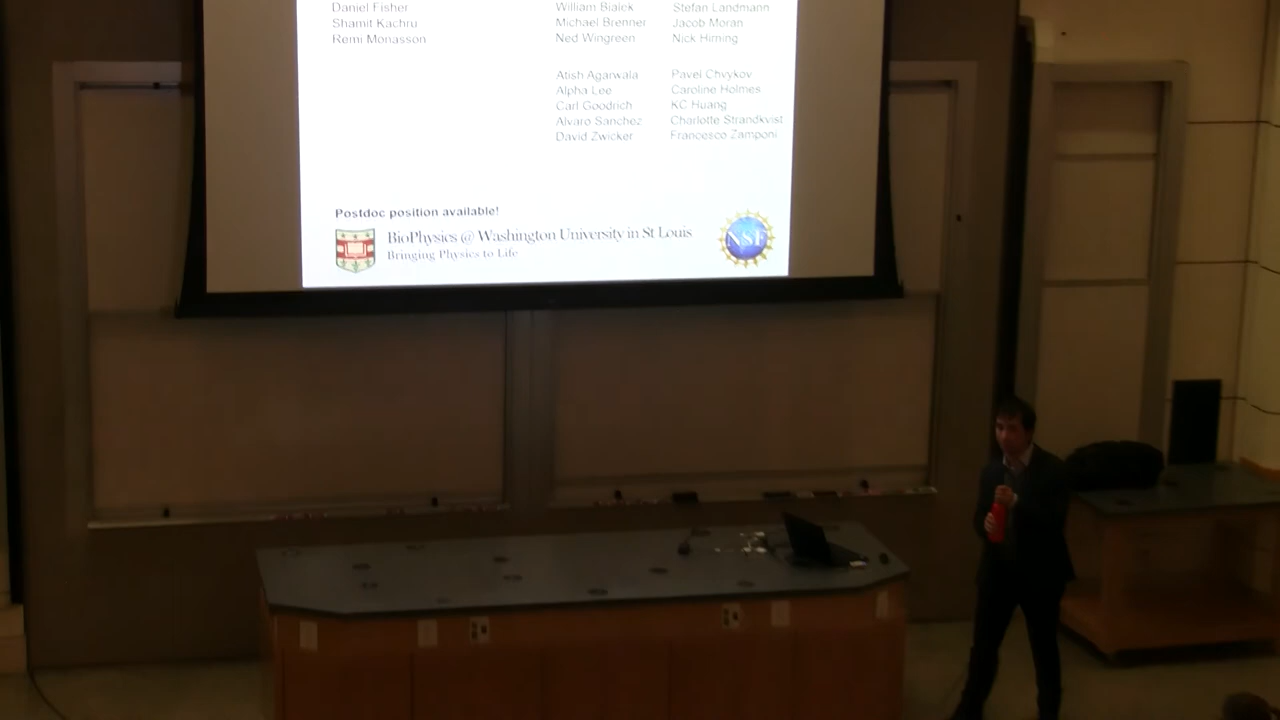 Daniel Fisher
Shamit Kachru
Remi Monasson
William Bialek
Michael Brenner
Ned Wingreen
Stefan Landmann
Jacob Moran
Nick Hirning
Atish Agarwala
Alpha Lee
Carl Goodrich
Alvaro Sanchez
David Zwicker
Pavel Chvykov
Caroline Holmes
KC Huang
Charlotte Strandkvist
Francesco Zamponi
Postdoc position available!
BioPhysics @ Washington University in St Louis
Bringing Physics to Life
NSF